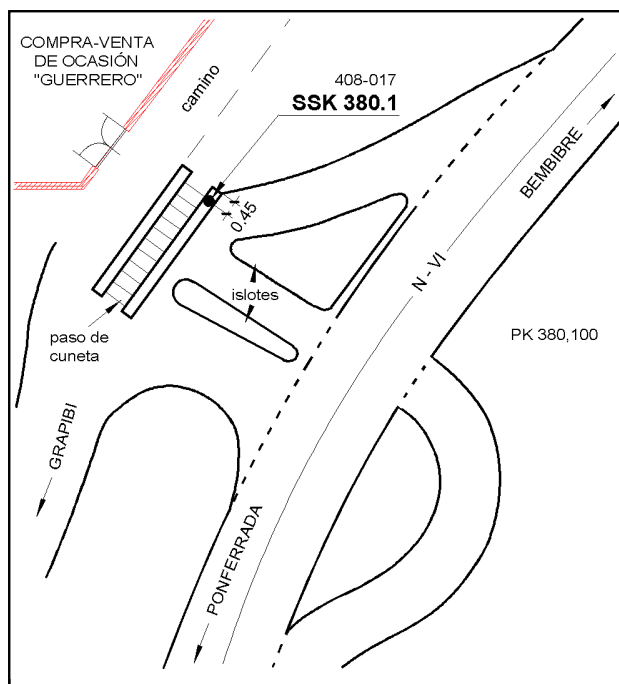 COMPRA-VENTA
DE OCASIÓN
"GUERRERO"
camino
408-017
SSK 380.1
0.45
BEMBIBRE
N - VI
islotes
paso de
cuneta
PK 380,100
GRAPIBI
PONFERRADA